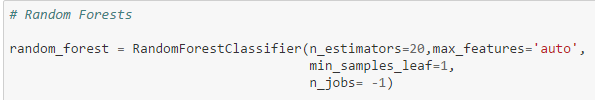 # Random Forests
random_forest = RandomForestClassifier(n_estimators=20,max_features='auto',
min_samples_leaf=1,
n_jobs= -1)